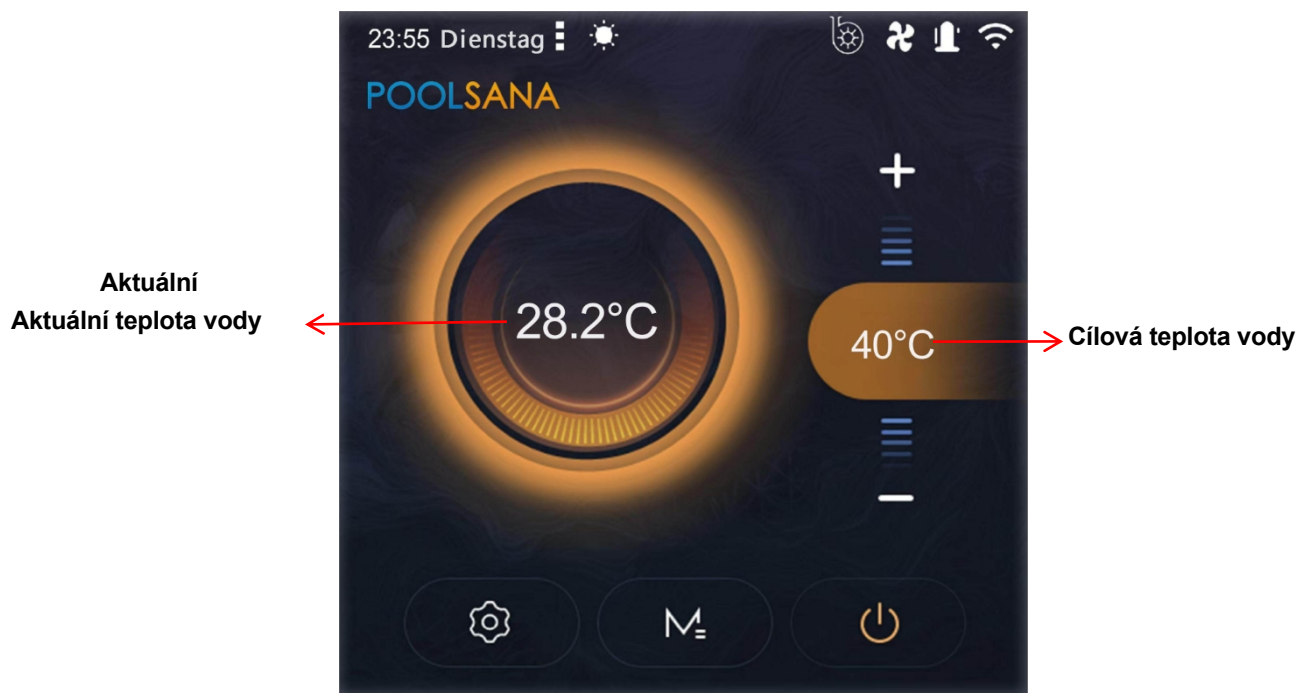 23:55 Dienstag
POOLSANA
Aktuální
Aktuální teplota vody
28.2°C
40°C
Cílová teplota vody
M